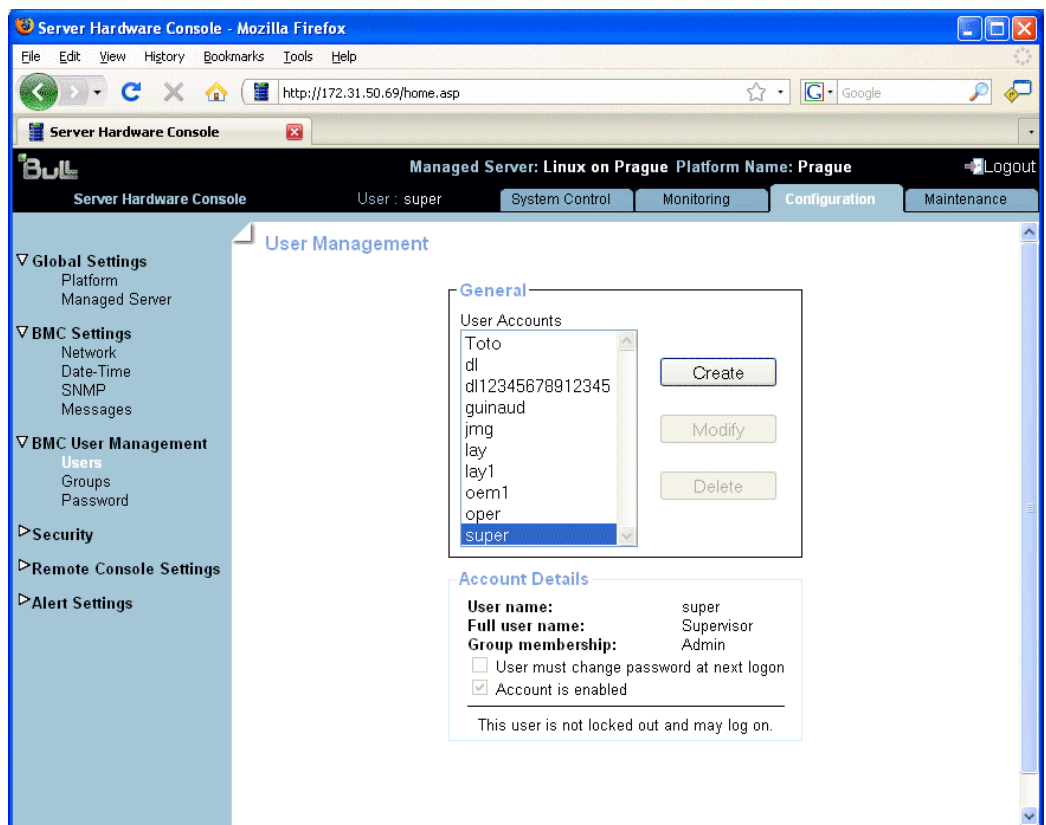 Server Hardware Console - Mozilla Firefox
File Edit View History Bookmarks Tools Help
http://172.31.50.69/home.asp
G Google
Server Hardware Console
Bull
Managed Server: Linux on Prague Platform Name: Prague
Logout
Server Hardware Console
User : super
System Control
Monitoring
Configuration
Maintenance
Global Settings
Platform
Managed Server
BMC Settings
Network
Date-Time
SNMP
Messages
BMC User Management
Users
Groups
Password
Security
Remote Console Settings
Alert Settings
User Management
General
User Accounts
Toto
dl
dl12345678912345
guinaud
jmg
lay
lay1
oem1
oper
super
Create
Modify
Delete
Account Details
User name: super
Full user name: Supervisor
Group membership: Admin
User must change password at next logon
Account is enabled
This user is not locked out and may log on.